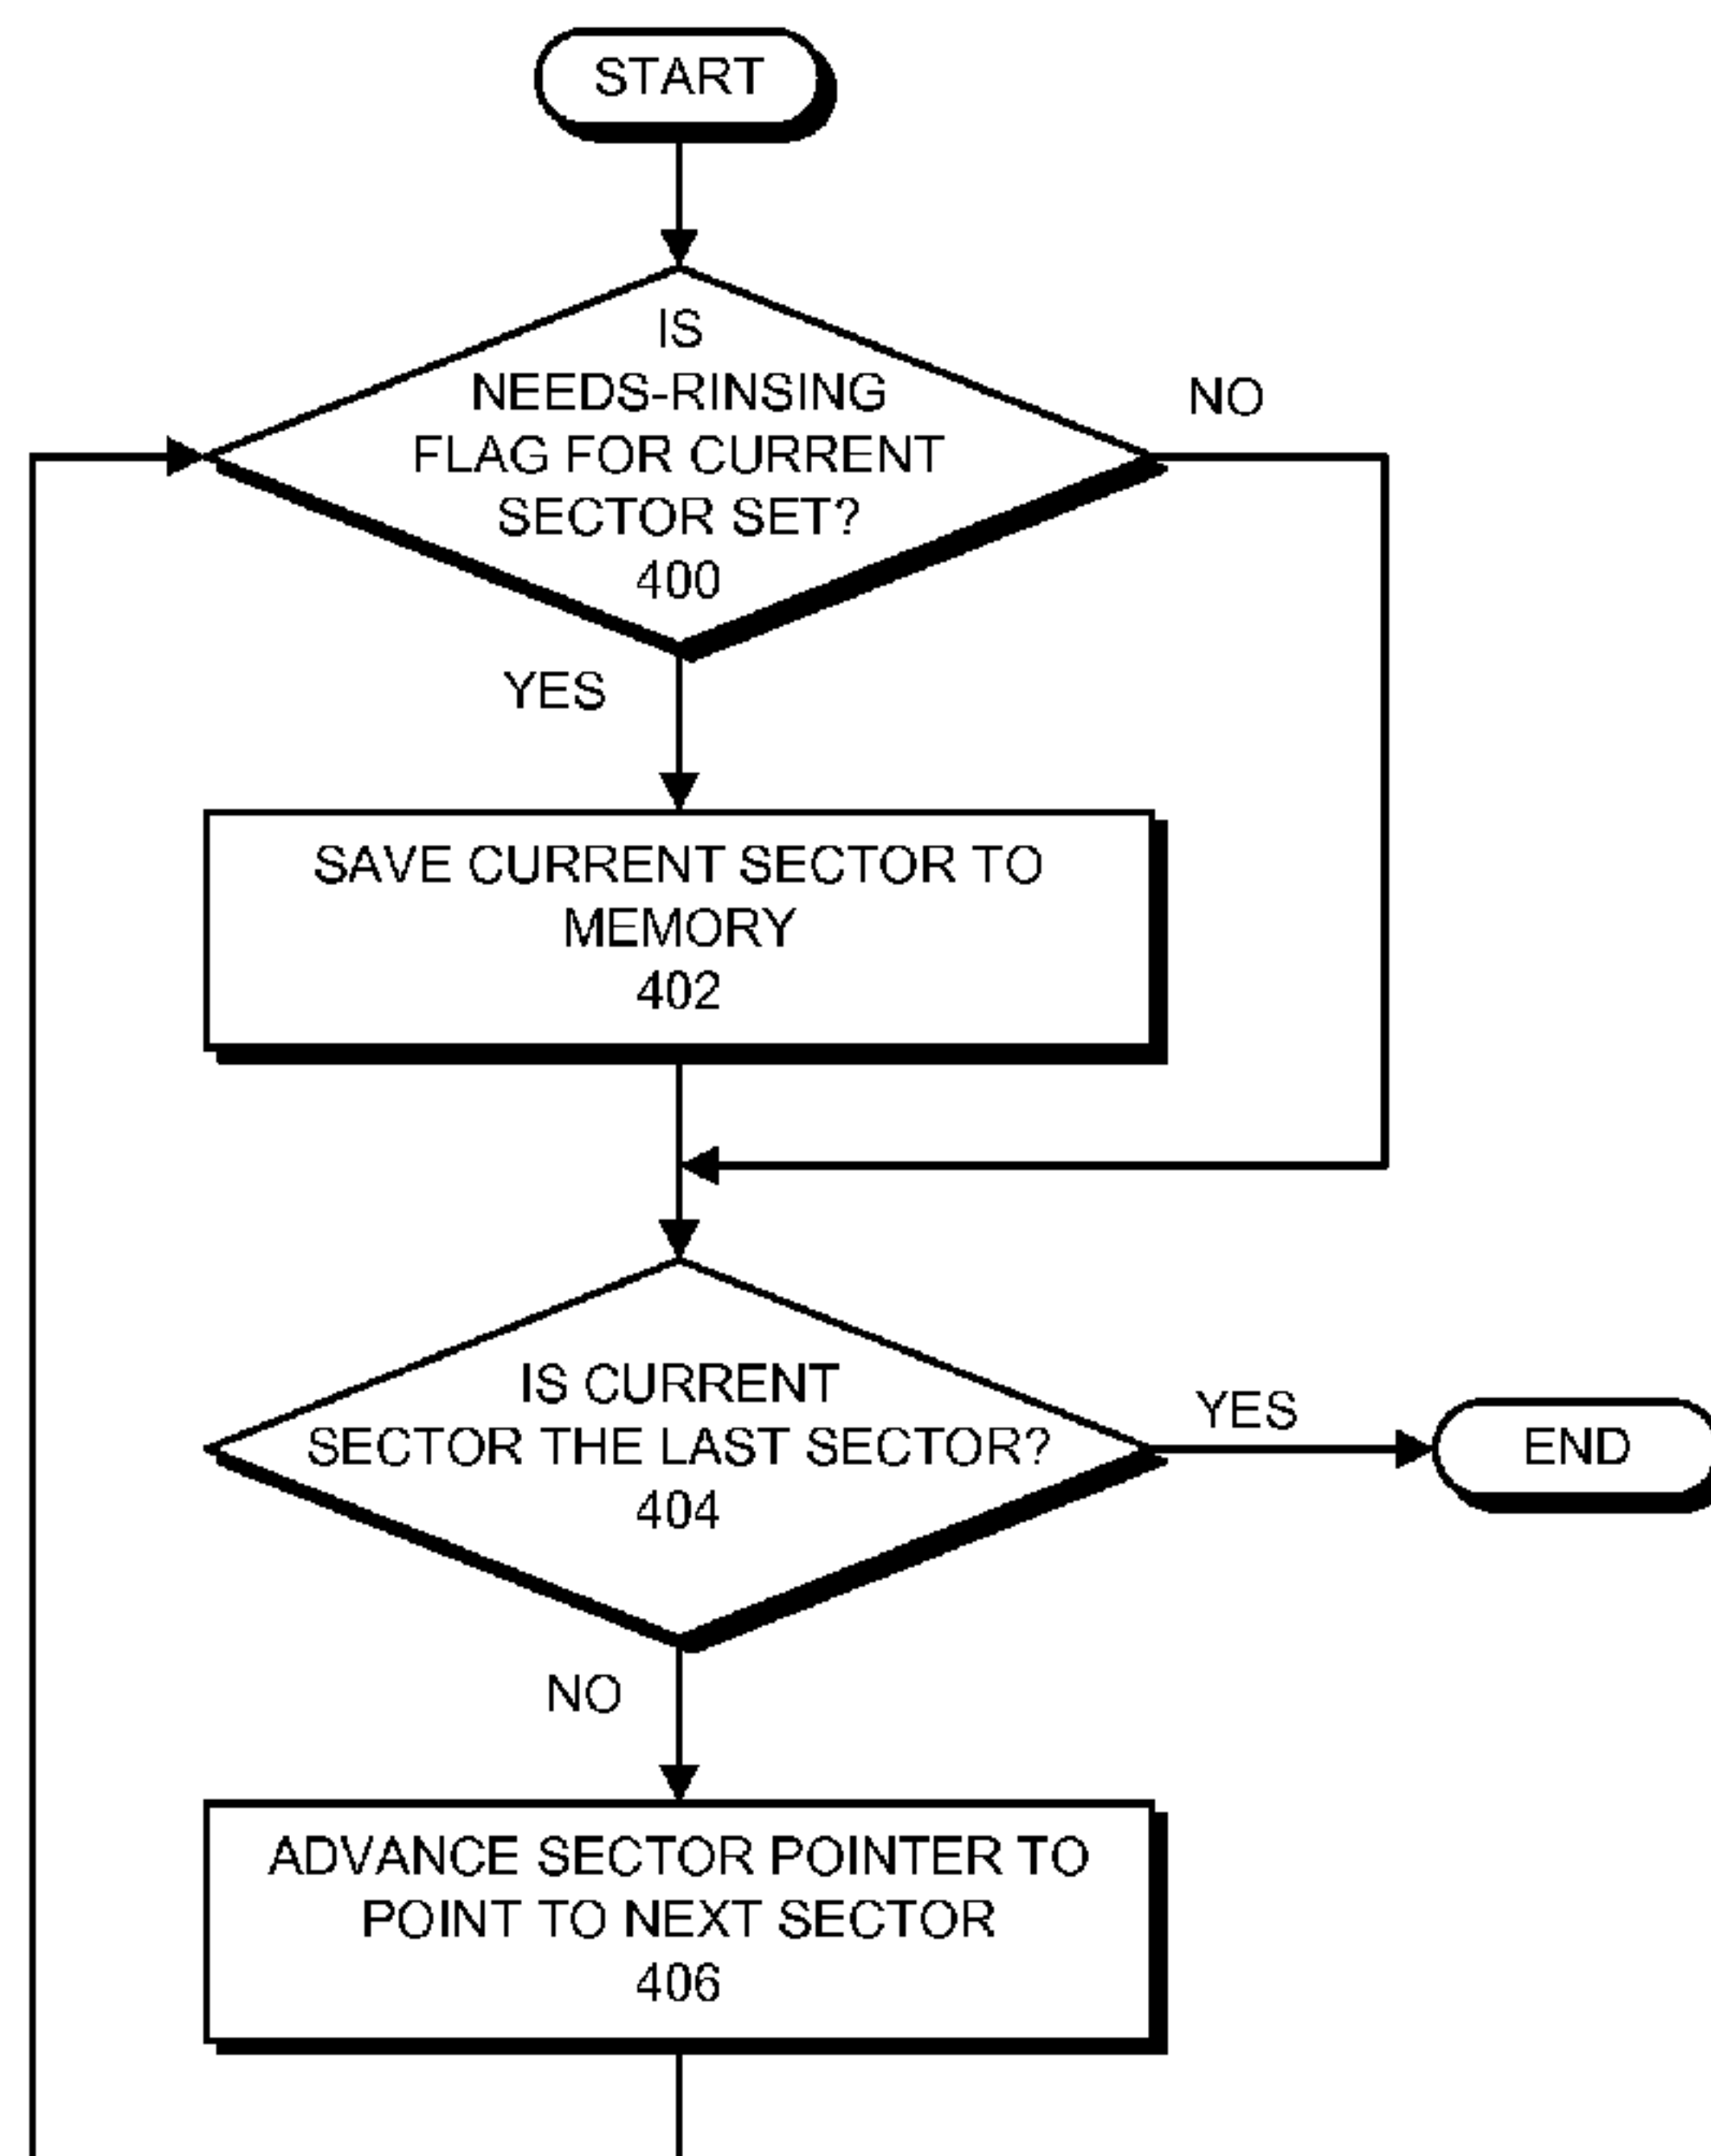 START
IS
NEEDS-RINSING
FLAG FOR CURRENT
SECTOR SET?
400
NO
YES
SAVE CURRENT SECTOR TO
MEMORY
402
IS CURRENT
SECTOR THE LAST SECTOR?
404
YES
END
NO
ADVANCE SECTOR POINTER TO
POINT TO NEXT SECTOR
406